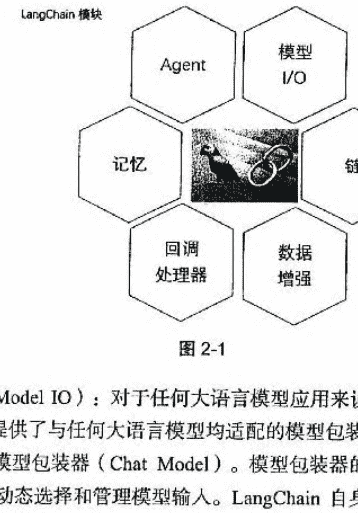 LangChain 模块
Agent
模型
I/O
记忆
链
回调
处理器
数据
增强
图 2-1
Model IO）：对于任何大语言模型应用来说
提供了与任何大语言模型均适配的模型包装
模型包装器（Chat Model）。模型包装器的
动态选择和管理模型输入。LangChain 自身